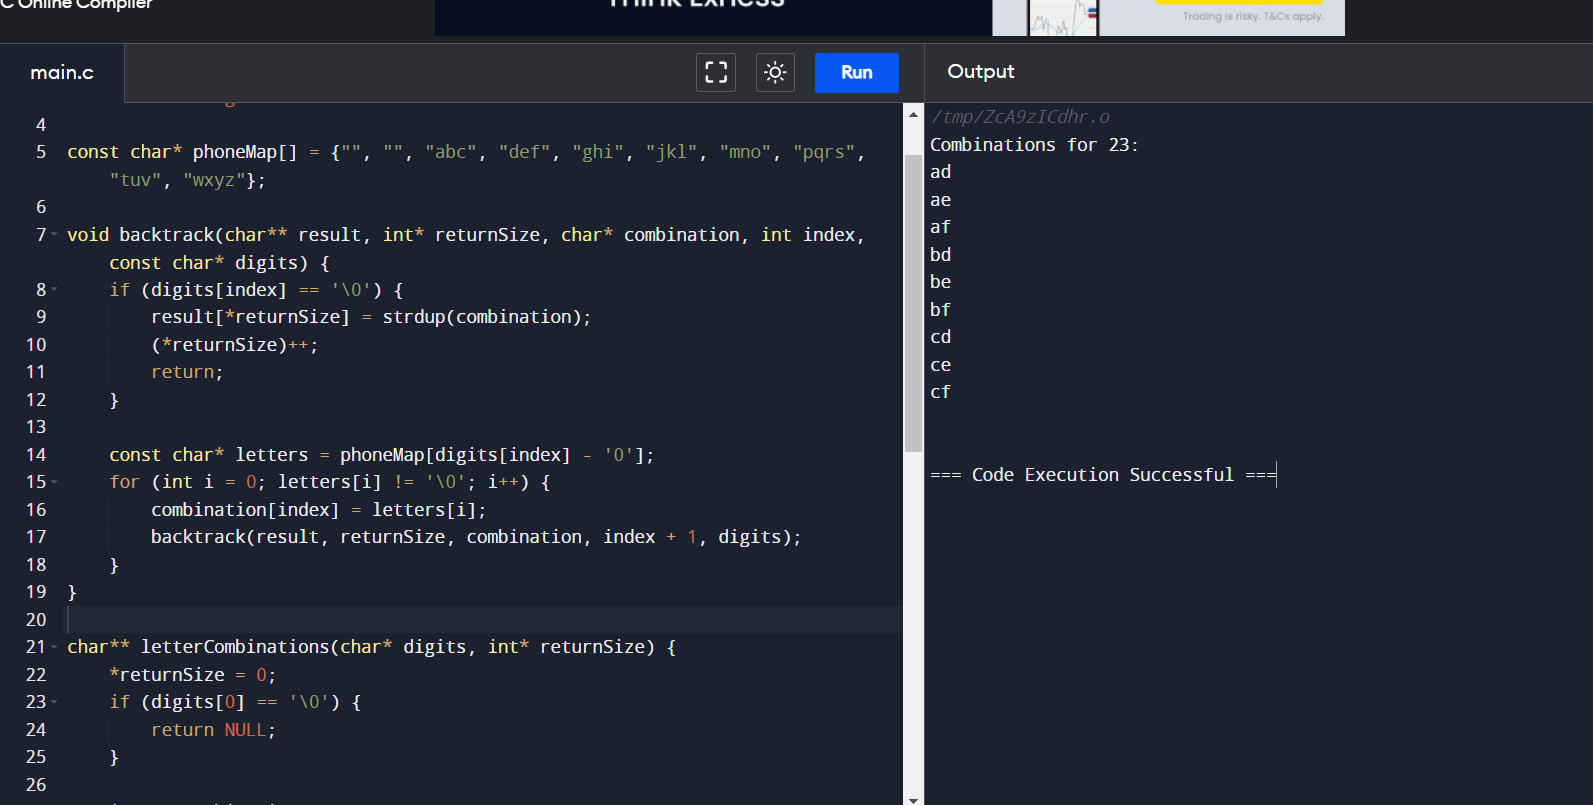 C Online Compiler
Trading is risky. T&Cs apply.
main.c
Run
Output
4
5 const char* phoneMap[] = {"", "", "abc", "def", "ghi", "jkl", "mno", "pqrs",
"tuv", "wxyz"};
6
7 void backtrack(char** result, int* returnSize, char* combination, int index,
const char* digits) {
8 if (digits[index] == '\0') {
9 result[*returnSize] = strdup(combination);
10 (*returnSize)++;
11 return;
12 }
13
14 const char* letters = phoneMap[digits[index] - '0'];
15 for (int i = 0; letters[i] != '\0'; i++) {
16 combination[index] = letters[i];
17 backtrack(result, returnSize, combination, index + 1, digits);
18 }
19 }
20
21 char** letterCombinations(char* digits, int* returnSize) {
22 *returnSize = 0;
23 if (digits[0] == '\0') {
24 return NULL;
25 }
26
/tmp/ZcA9zICdhr.o
Combinations for 23:
ad
ae
af
bd
be
bf
cd
ce
cf
=== Code Execution Successful ===